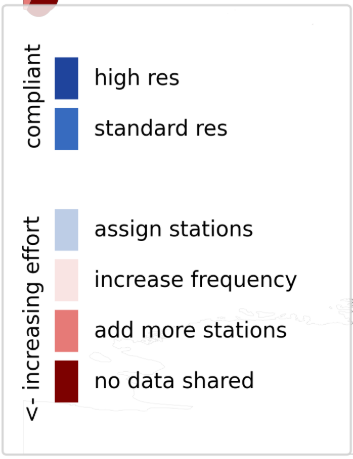 compliant
high res
standard res
<- increasing effort
assign stations
increase frequency
add more stations
no data shared